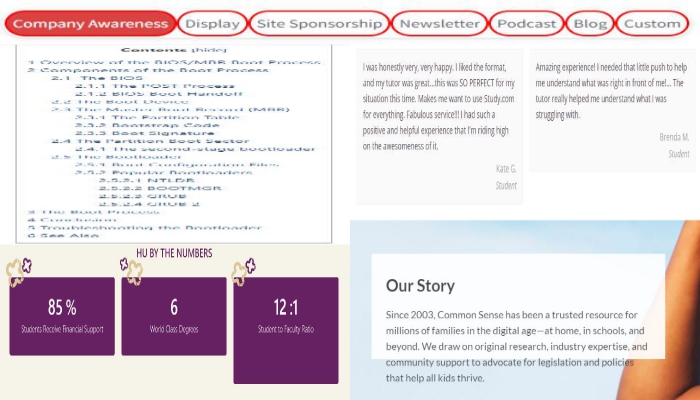 Company Awareness
Display
Site Sponsorship
Newsletter
Podcast
Blog
Custom
Contents [hide]
1 Overview of the BIOS/MBR Boot Process
2 Components of the Boot Process
2.1 The BIOS
2.1.1 The POST Process
2.1.2 BIOS Boot Handoff
2.2 The Boot Device
2.3 The Master Boot Record (MBR)
2.3.1 The Partition Table
2.3.2 Bootstrap Code
2.3.3 Boot Signature
2.4 The Partition Boot Sector
2.4.1 The second-stage bootloader
2.5 The Bootloader
2.5.1 Boot Configuration Files
2.5.2 Popular Bootloaders
2.5.2.1 NTLDR
2.5.2.2 BOOTMGR
2.5.2.3 GRUB
2.5.2.4 GRUB 2
3 The Boot Process
4 Conclusion
5 Troubleshooting the Bootloader
6 See Also
I was honestly very, very happy. I liked the format,
and my tutor was great...this was SO PERFECT for my
situation this time. Makes me want to use Study.com
for everything. Fabulous service!!! I had such a
positive and helpful experience that I'm riding high
on the awesomeness of it.
Kate G.
Student
Amazing experience! I needed that little push to help
me understand what was right in front of me!... The
tutor really helped me understand what I was
struggling with.
Brenda M.
Student
HU BY THE NUMBERS
85 %
Students Receive Financial Support
6
World Class Degrees
12 :1
Student to Faculty Ratio
Our Story
Since 2003, Common Sense has been a trusted resource for
millions of families in the digital age—at home, in schools, and
beyond. We draw on original research, industry expertise, and
community support to advocate for legislation and policies
that help all kids thrive.